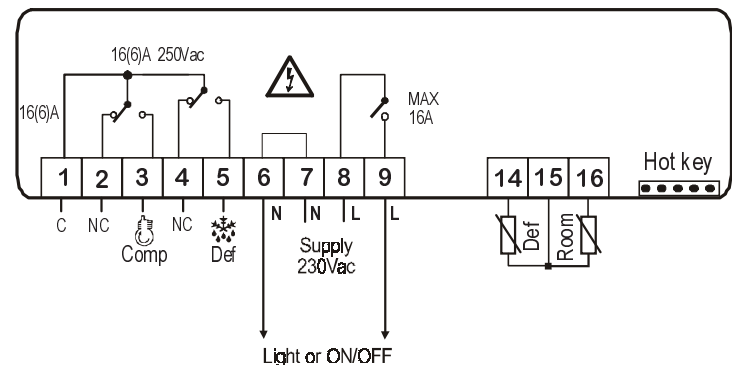 16(6)A 250Vac
16(6)A
MAX
16A
Hot key
1 2 3 4 5 6 7 8 9 14 15 16
C NC NC N N L L
Comp Def
Supply
230Vac
Def
Room
Light or ON/OFF